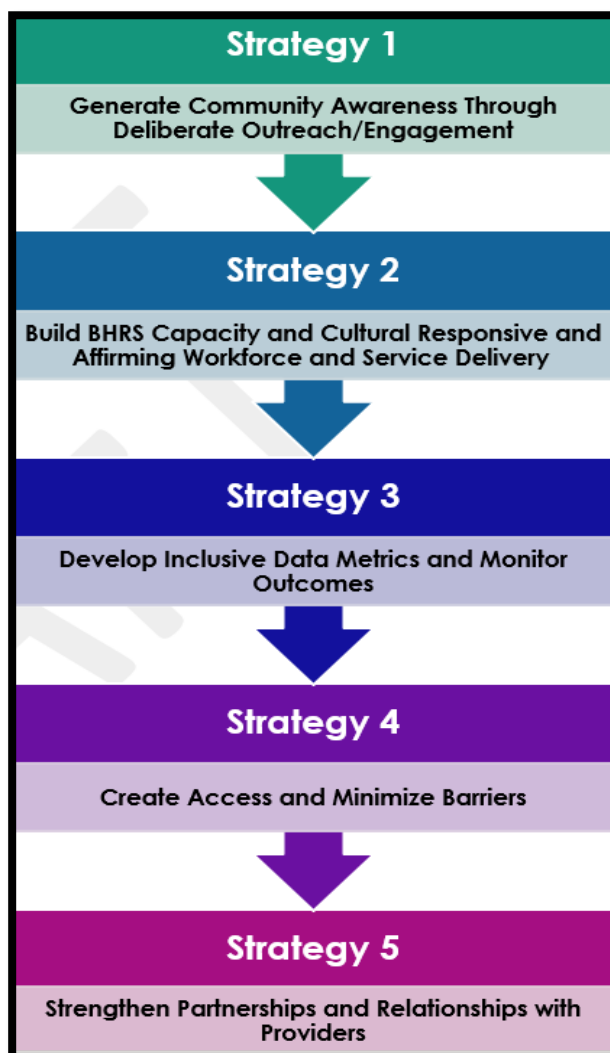 Strategy 1
Generate Community Awareness Through
Deliberate Outreach/Engagement
Strategy 2
Build BHRS Capacity and Cultural Responsive and
Affirming Workforce and Service Delivery
Strategy 3
Develop Inclusive Data Metrics and Monitor
Outcomes
Strategy 4
Create Access and Minimize Barriers
Strategy 5
Strengthen Partnerships and Relationships with
Providers